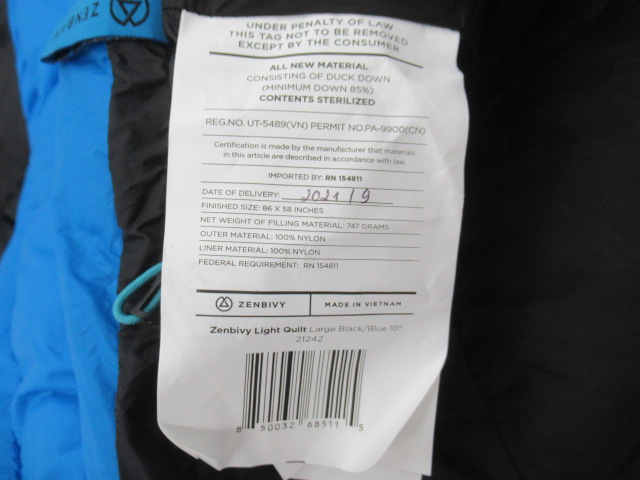 ZENBIVY
UNDER PENALTY OF LAW
THIS TAG NOT TO BE REMOVED
EXCEPT BY THE CONSUMER
ALL NEW MATERIAL
CONSISTING OF DUCK DOWN
(MINIMUM DOWN 85%)
CONTENTS STERILIZED
REG.NO. UT-5489(VN) PERMIT NO.PA-9900(CN)
Certification is made by the manufacturer that materials
in this article are described in accordance with law.
IMPORTED BY: RN 154811
DATE OF DELIVERY: 2021/9
FINISHED SIZE: 86 X 58 INCHES
NET WEIGHT OF FILLING MATERIAL: 747 GRAMS
OUTER MATERIAL: 100% NYLON
LINER MATERIAL: 100% NYLON
FEDERAL REQUIREMENT: RN 154811
ZENBIVY MADE IN VIETNAM
Zenbivy Light Quilt Large Black/Blue 10°
21242
8 50032 68511 5